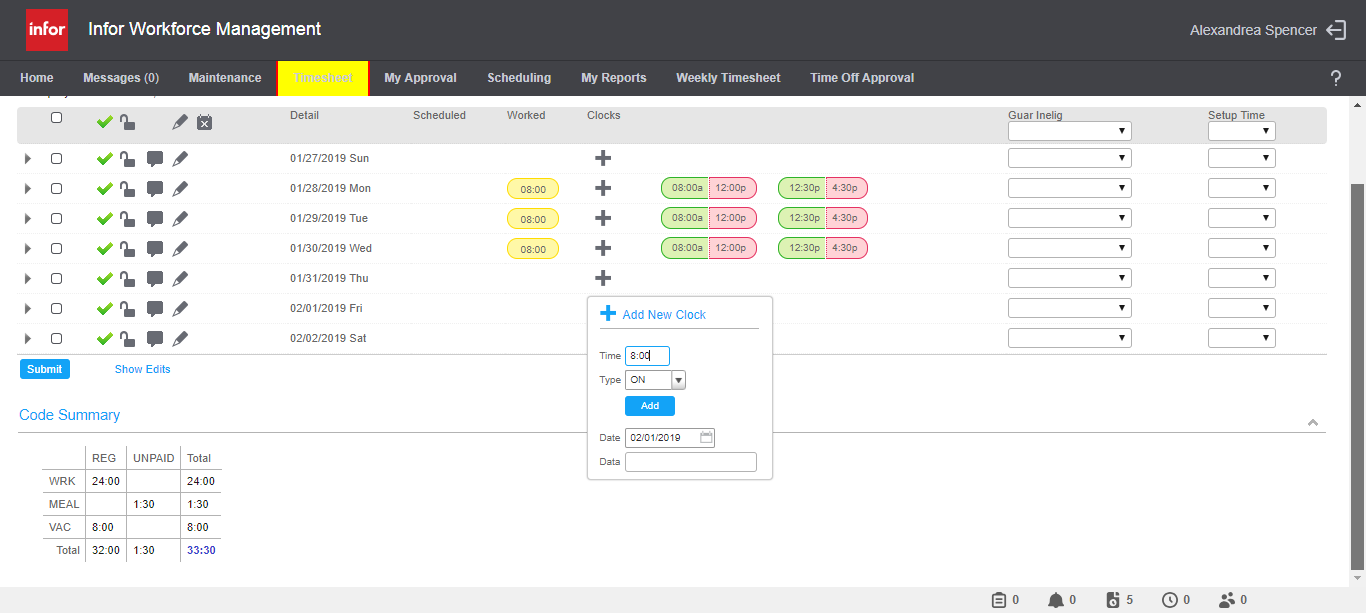 infor Infor Workforce Management Alexandrea Spencer
Home Messages (0) Maintenance Timesheet My Approval Scheduling My Reports Weekly Timesheet Time Off Approval ?
Detail Scheduled Worked Clocks Guar Inelig Setup Time
01/27/2019 Sun
01/28/2019 Mon 08:00 08:00a 12:00p 12:30p 4:30p
01/29/2019 Tue 08:00 08:00a 12:00p 12:30p 4:30p
01/30/2019 Wed 08:00 08:00a 12:00p 12:30p 4:30p
01/31/2019 Thu
02/01/2019 Fri
02/02/2019 Sat
Add New Clock
Time 8:00
Type ON
Add
Date 02/01/2019
Data
Submit Show Edits
Code Summary
REG UNPAID Total
WRK 24:00 24:00
MEAL 1:30 1:30
VAC 8:00 8:00
Total 32:00 1:30 33:30
0 0 5 0 0